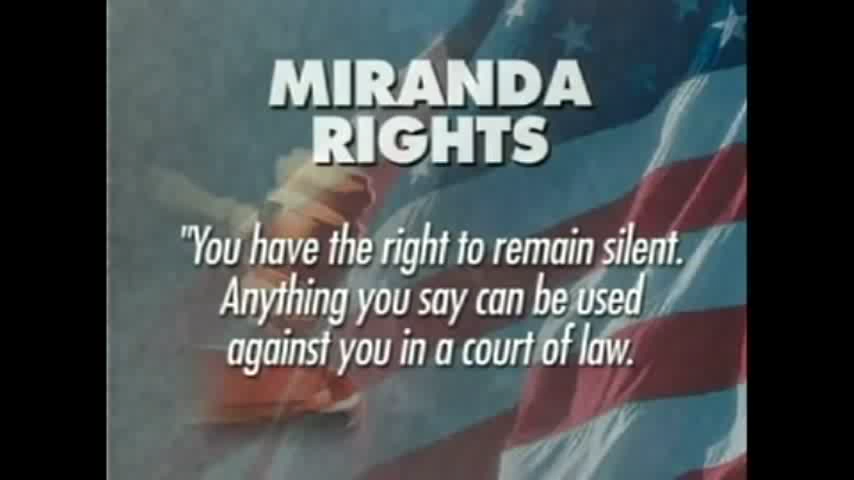 MIRANDA
RIGHTS
"You have the right to remain silent.
Anything you say can be used
against you in a court of law.